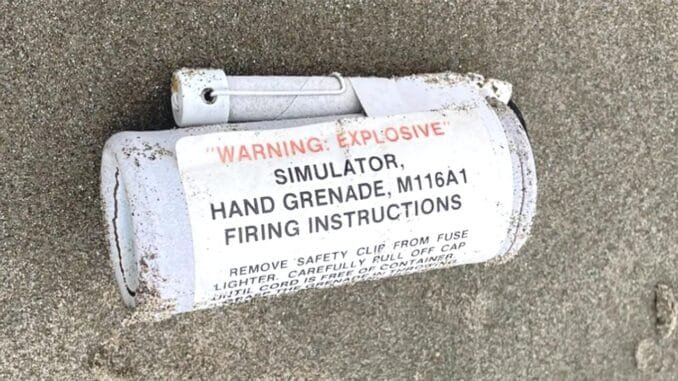 "WARNING: EXPLOSIVE"
SIMULATOR,
HAND GRENADE, M116A1
FIRING INSTRUCTIONS
REMOVE SAFETY CLIP FROM FUSE
LIGHTER. CAREFULLY PULL OFF CAP
UNTIL CORD IS FREE OF CONTAINER.
THE